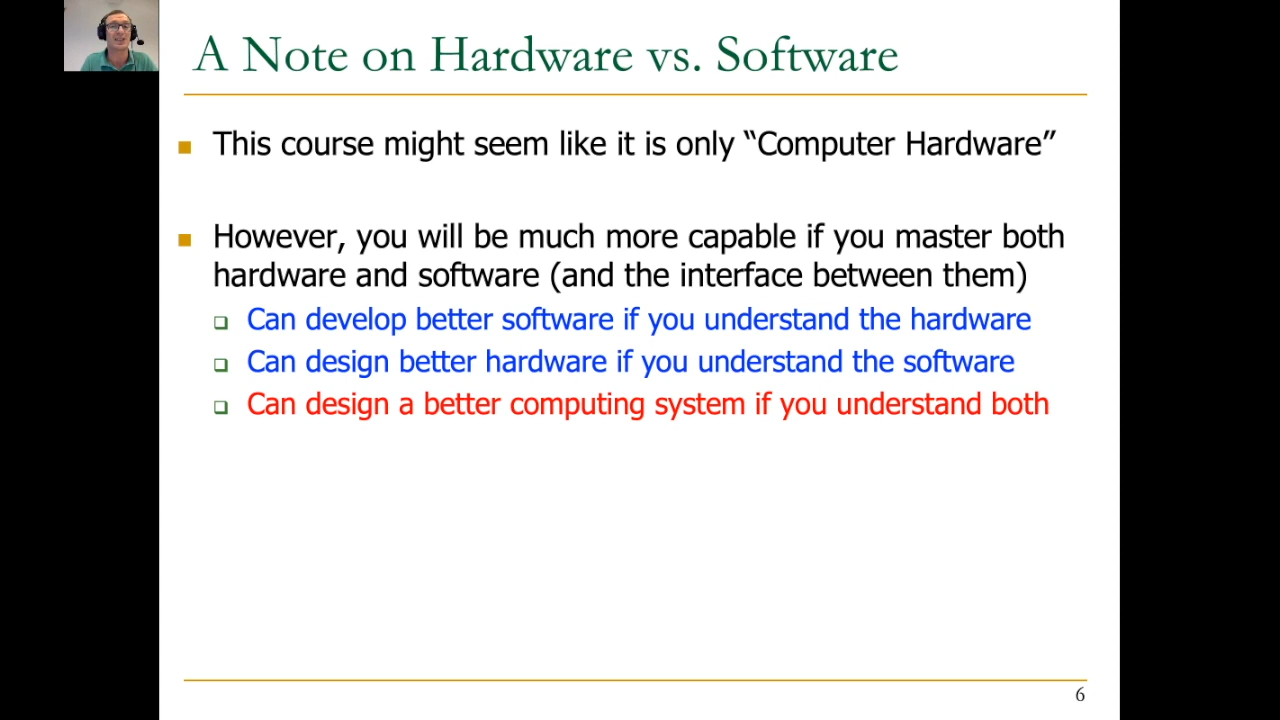 A Note on Hardware vs. Software
This course might seem like it is only “Computer Hardware”
However, you will be much more capable if you master both
hardware and software (and the interface between them)
Can develop better software if you understand the hardware
Can design better hardware if you understand the software
Can design a better computing system if you understand both
6